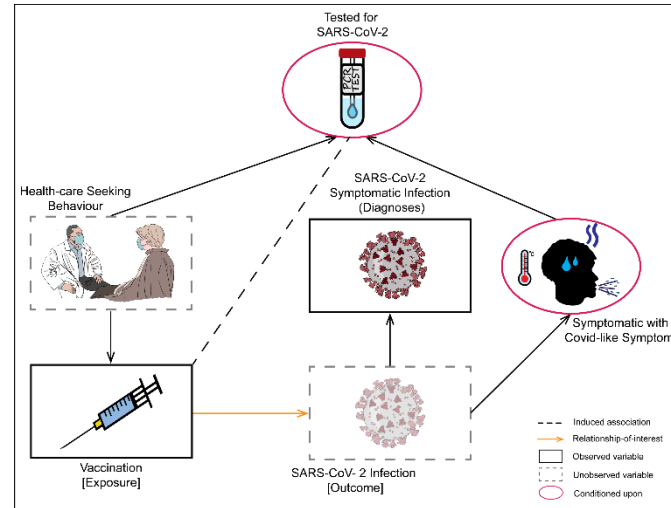 Tested for
SARS-CoV-2
PCR
TEST
Health-care Seeking
Behaviour
SARS-CoV-2
Symptomatic Infection
(Diagnoses)
°C
Symptomatic with
Covid-like Symptom
Vaccination
[Exposure]
SARS-CoV- 2 Infection
[Outcome]
Induced association
Relationship-of-interest
Observed variable
Unobserved variable
Conditioned upon